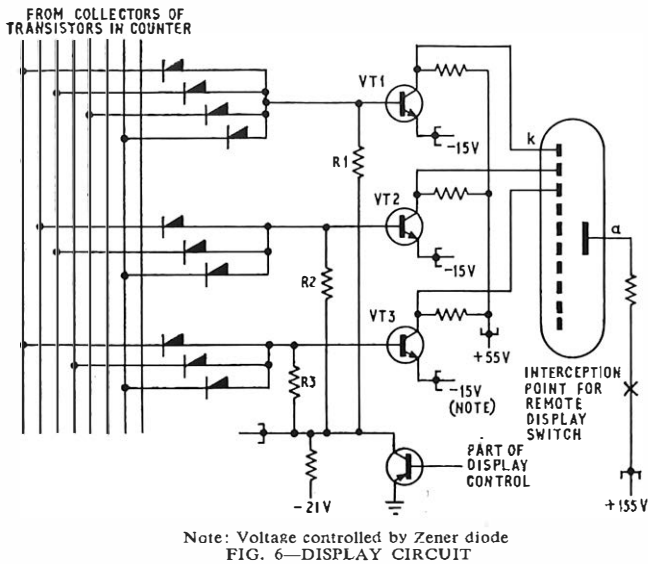 FROM COLLECTORS OF
TRANSISTORS IN COUNTER
VT1
k
-15V
R1
VT2
a
-15V
R2
VT3
+55V
R3
-15V
(NOTE)
INTERCEPTION
POINT FOR
REMOTE
DISPLAY
SWITCH
PART OF
DISPLAY
CONTROL
-21V
+155V
Note: Voltage controlled by Zener diode
FIG. 6—DISPLAY CIRCUIT